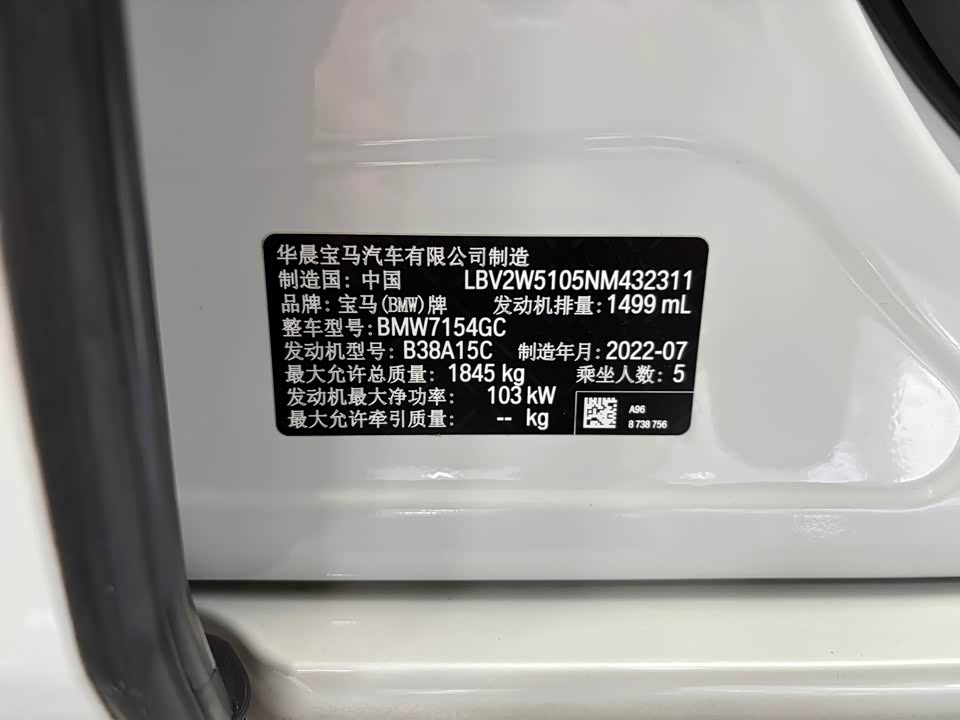 华晨宝马汽车有限公司制造
制造国: 中国 LBV2W5105NM432311
品牌: 宝马(BMW)牌 发动机排量: 1499 mL
整车型号: BMW7154GC
发动机型号: B38A15C 制造年月: 2022-07
最大允许总质量: 1845 kg 乘坐人数: 5
发动机最大净功率: 103 kW
最大允许牵引质量: -- kg
A96
8 738 756